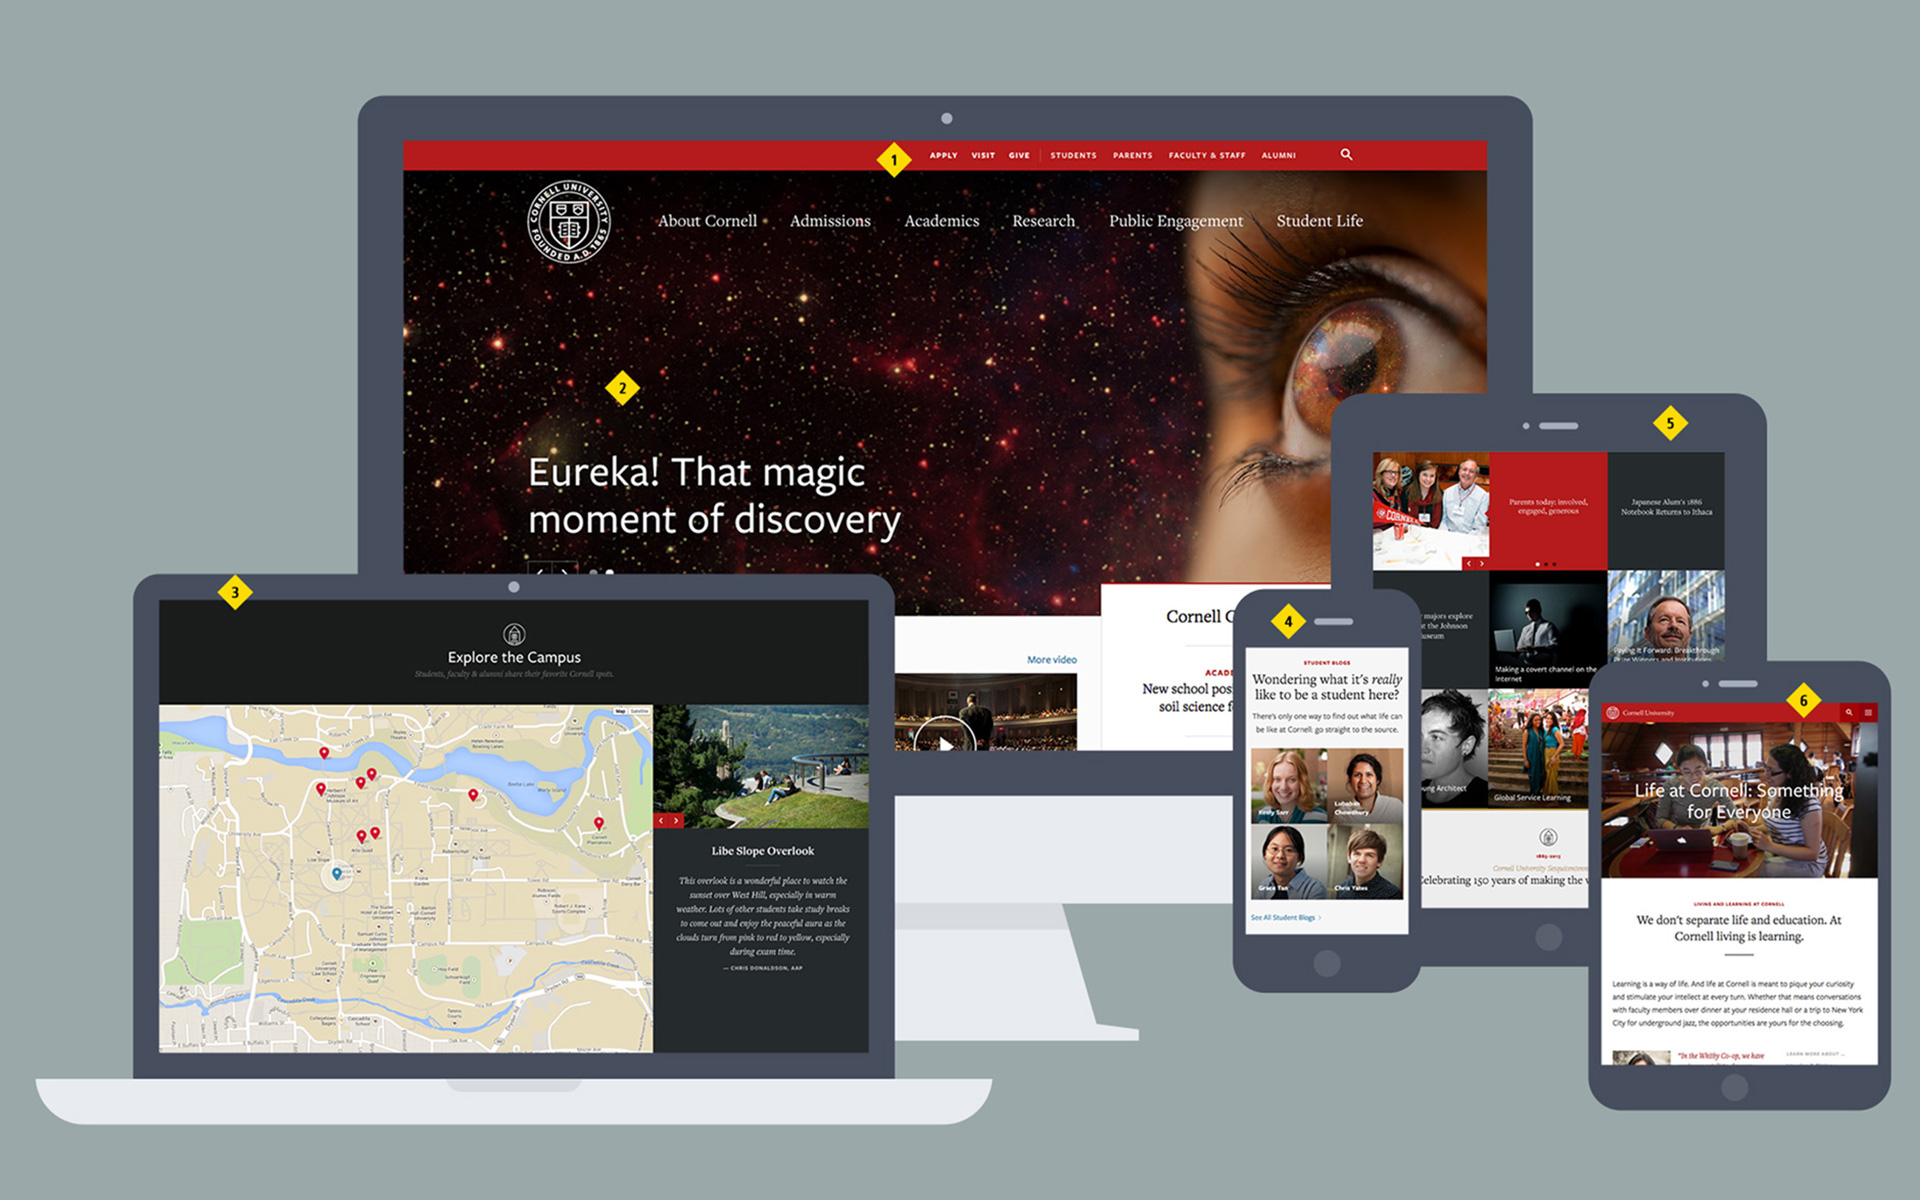 1
APPLY VISIT GIVE STUDENTS PARENTS FACULTY & STAFF ALUMNI
CORNELL UNIVERSITY
FOUNDED A.D. 1865
About Cornell Admissions Academics Research Public Engagement Student Life
2
Eureka! That magic
moment of discovery
More video
Cornell
ACADE
New school pos
soil science f
3
Explore the Campus
Students, faculty & alumni share their favorite Cornell spots.
Map Satellite
Beebe Lake
Libe Slope Overlook
This overlook is a wonderful place to watch the
sunset over West Hill, especially in warm
weather. Lots of other students take study breaks
to come out and enjoy the peaceful aura as the
clouds turn from pink to red to yellow, especially
during exam time.
— CHRIS DONALDSON, AAP
4
STUDENT BLOGS
Wondering what it's really
like to be a student here?
There's only one way to find out what life can
be like at Cornell: go straight to the source.
Emily Sarr
Lubabah
Chowdhury
Grace Tan
Chris Yates
See All Student Blogs
5
Parents today: involved,
engaged, generous
Japanese Alum's 1886
Notebook Returns to Ithaca
majors explore
t the Johnson
useum
Making a covert channel on the
Internet
Paying It Forward: Breakthrough
ung Architect
Global Service Learning
1865-2015
Cornell University Sesquicentennial
Celebrating 150 years of making the
6
Cornell University
Life at Cornell: Something
for Everyone
LIVING AND LEARNING AT CORNELL
We don't separate life and education. At
Cornell living is learning.
Learning is a way of life. And life at Cornell is meant to pique your curiosity
and stimulate your intellect at every turn. Whether that means conversations
with faculty members over dinner at your residence hall or a trip to New York
City for underground jazz, the opportunities are yours for the choosing.
"In the Whitby Co-op, we have
LEARN MORE ABOUT ...